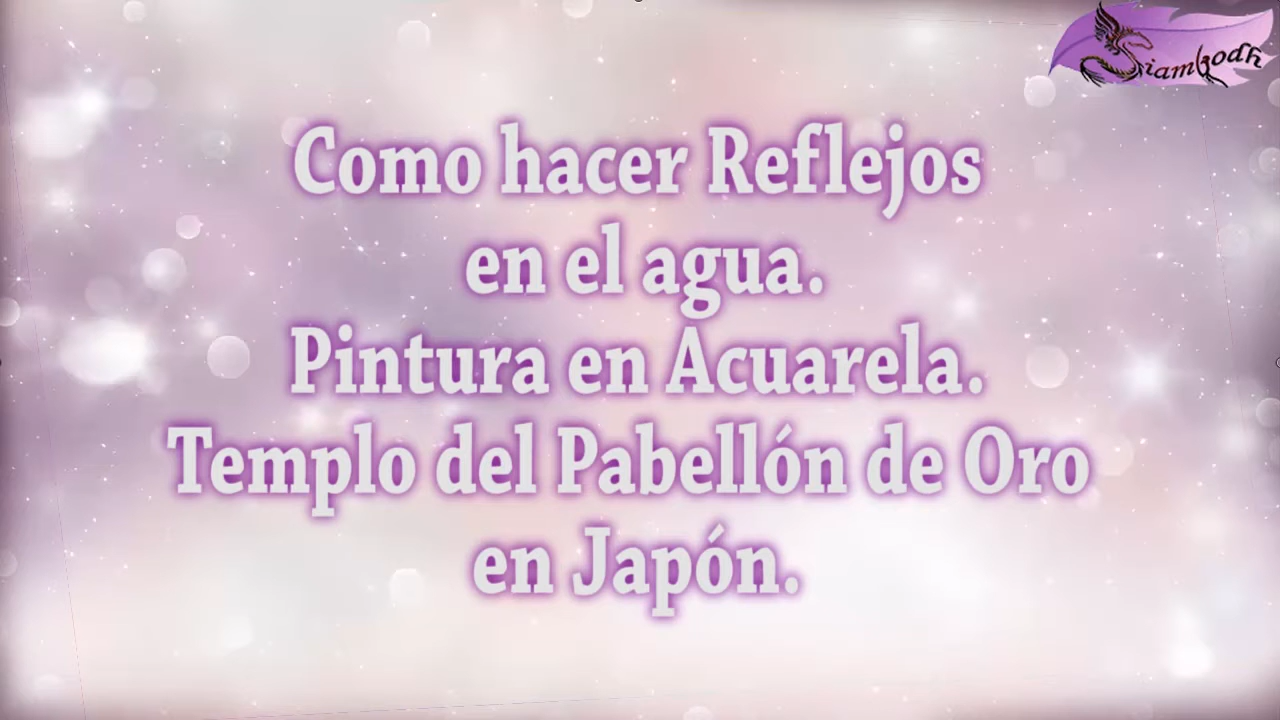 Siambodh
Como hacer Reflejos
en el agua.
Pintura en Acuarela.
Templo del Pabellón de Oro
en Japón.